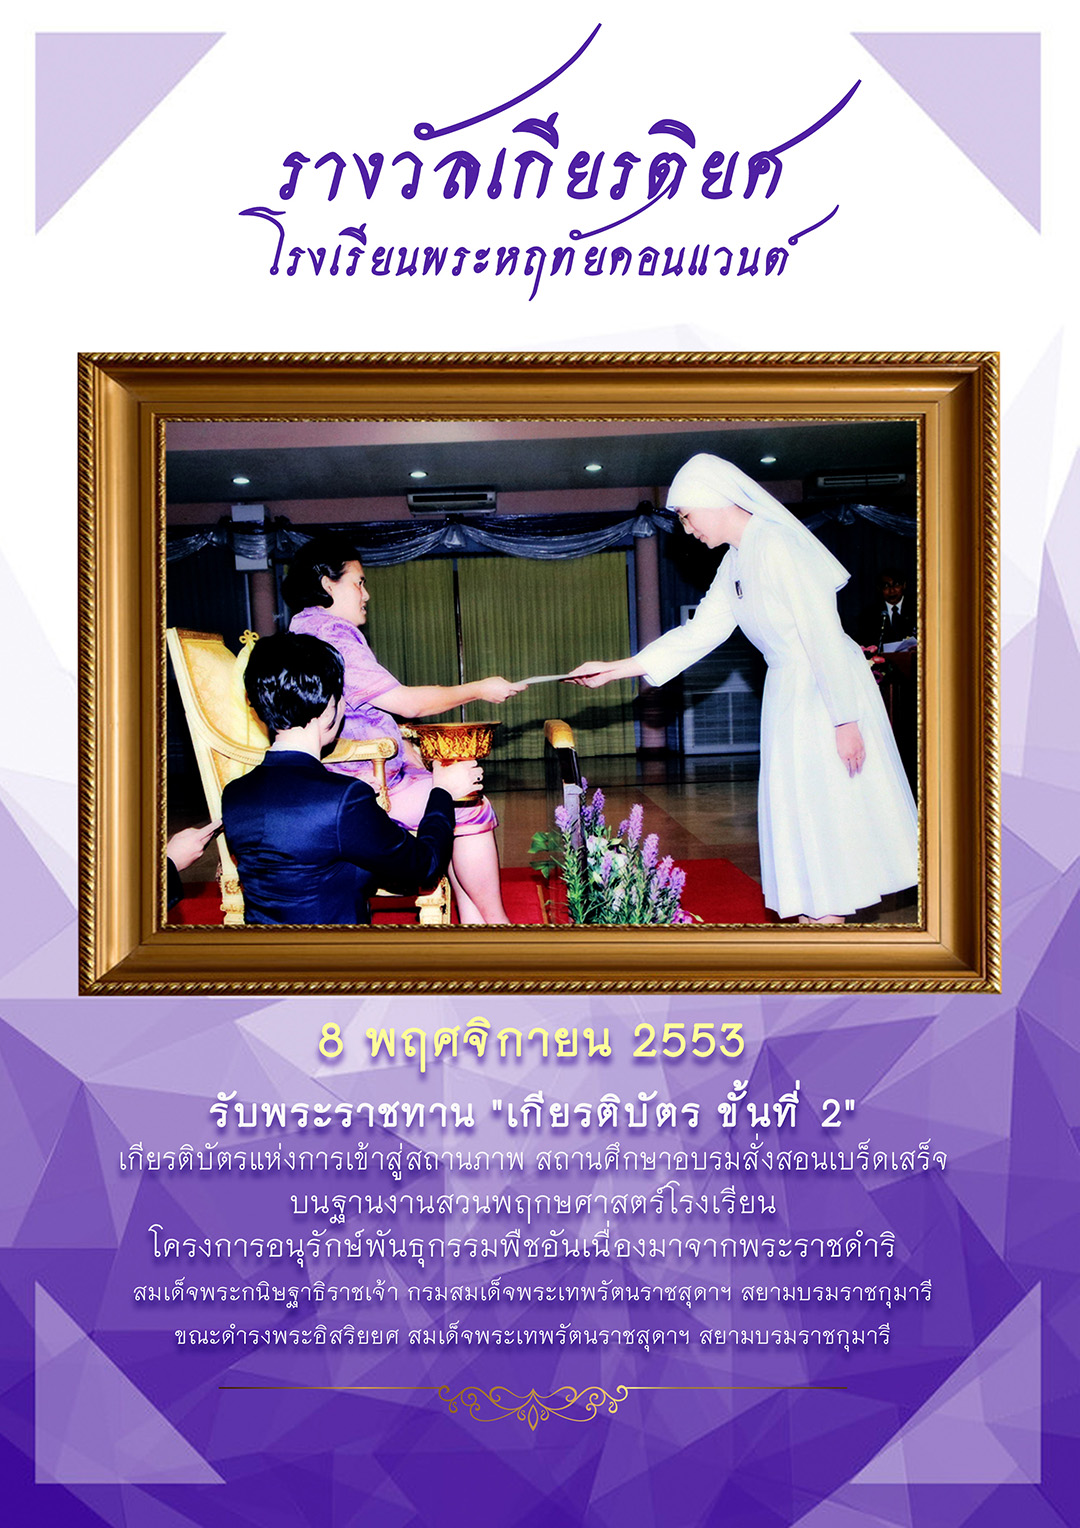 รางวัลเกียรติยศ
โรงเรียนพระหฤทัยคอนแวนต์
8 พฤศจิกายน 2553
รับพระราชทาน "เกียรติบัตร ขั้นที่ 2"
เกียรติบัตรแห่งการเข้าสู่สถานภาพ สถานศึกษาอบรมสั่งสอนเบร็ดเสร็จ
บนฐานงานสวนพฤกษศาสตร์โรงเรียน
โครงการอนุรักษ์พันธุกรรมพืชอันเนื่องมาจากพระราชดำริ
สมเด็จพระกนิษฐาธิราชเจ้า กรมสมเด็จพระเทพรัตนราชสุดาฯ สยามบรมราชกุมารี
ขณะดำรงพระอิสริยยศ สมเด็จพระเทพรัตนราชสุดาฯ สยามบรมราชกุมารี